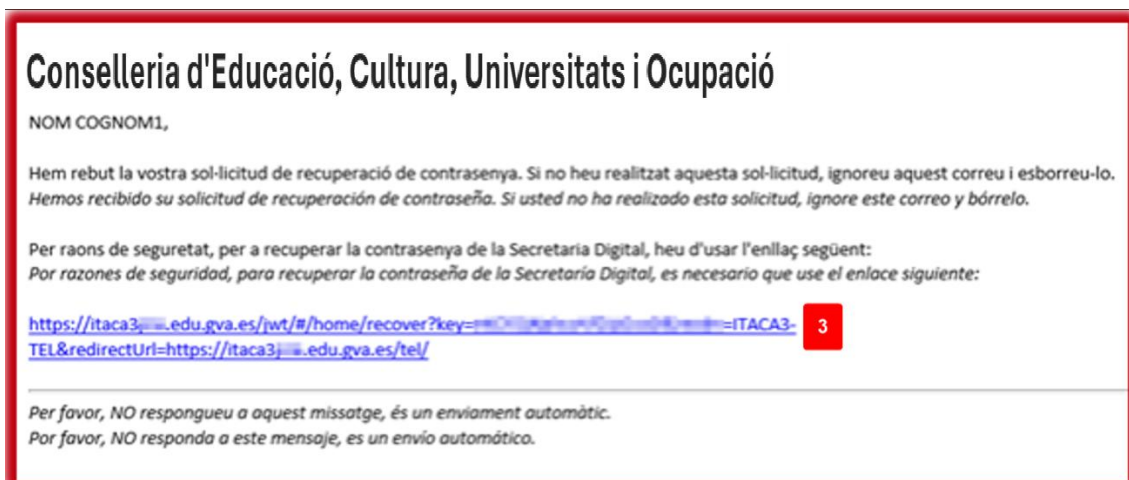 Conselleria d'Educació, Cultura, Universitats i Ocupació
NOM COGNOM1,
Hem rebut la vostra sol·licitud de recuperació de contrasenya. Si no heu realitzat aquesta sol·licitud, ignoreu aquest correu i esborreu-lo.
Hemos recibido su solicitud de recuperación de contraseña. Si usted no ha realizado esta solicitud, ignore este correo y bórrelo.
Per raons de seguretat, per a recuperar la contrasenya de la Secretaria Digital, heu d'usar l'enllaç següent:
Por razones de seguridad, para recuperar la contraseña de la Secretaría Digital, es necesario que use el enlace siguiente:
https://itaca3 .edu.gva.es/jwt/#/home/recover?key= =ITACA3- 3
TEL&redirectUrl=https://itaca3 .edu.gva.es/tel/
Per favor, NO respongueu a aquest missatge, és un enviament automàtic.
Por favor, NO responda a este mensaje, es un envío automático.